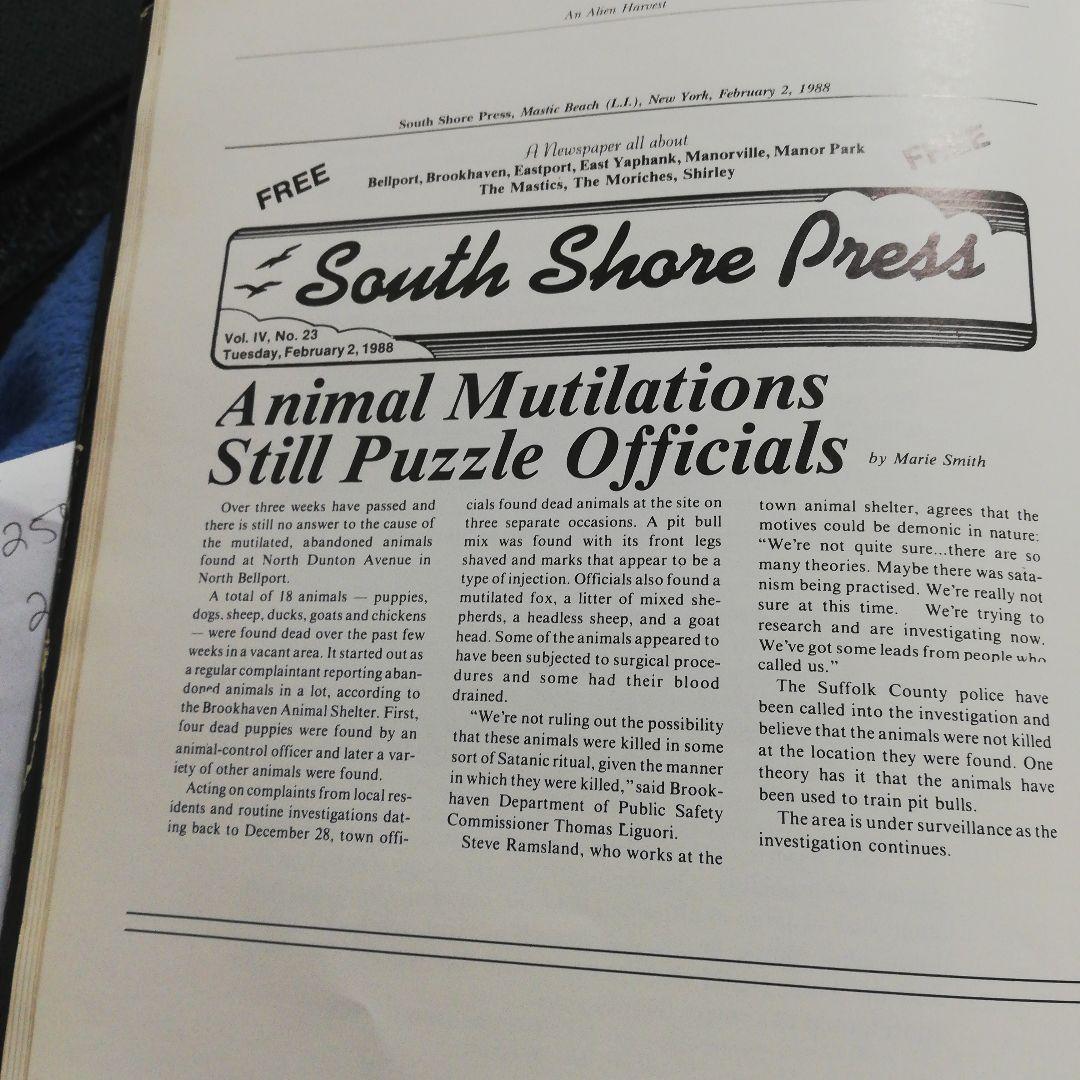 An Alien Harvest
South Shore Press, Mastic Beach (L.I.), New York, February 2, 1988
A Newspaper all about
Bellport, Brookhaven, Eastport, East Yaphank, Manorville, Manor Park
The Mastics, The Moriches, Shirley
FREE
FREE
South Shore Press
Vol. IV, No. 23
Tuesday, February 2, 1988
Animal Mutilations
Still Puzzle Officials
by Marie Smith
Over three weeks have passed and
there is still no answer to the cause of
the mutilated, abandoned animals
found at North Dunton Avenue in
North Bellport.
A total of 18 animals — puppies,
dogs, sheep, ducks, goats and chickens
— were found dead over the past few
weeks in a vacant area. It started out as
a regular complaintant reporting aban-
doned animals in a lot, according to
the Brookhaven Animal Shelter. First,
four dead puppies were found by an
animal-control officer and later a var-
iety of other animals were found.
Acting on complaints from local res-
idents and routine investigations dat-
ing back to December 28, town offi-
cials found dead animals at the site on
three separate occasions. A pit bull
mix was found with its front legs
shaved and marks that appear to be a
type of injection. Officials also found a
mutilated fox, a litter of mixed she-
pherds, a headless sheep, and a goat
head. Some of the animals appeared to
have been subjected to surgical proce-
dures and some had their blood
drained.
“We’re not ruling out the possibility
that these animals were killed in some
sort of Satanic ritual, given the manner
in which they were killed,” said Brook-
haven Department of Public Safety
Commissioner Thomas Liguori.
Steve Ramsland, who works at the
town animal shelter, agrees that the
motives could be demonic in nature:
“We’re not quite sure...there are so
many theories. Maybe there was sata-
nism being practised. We’re really not
sure at this time. We’re trying to
research and are investigating now.
We’ve got some leads from people who
called us.”
The Suffolk County police have
been called into the investigation and
believe that the animals were not killed
at the location they were found. One
theory has it that the animals have
been used to train pit bulls.
The area is under surveillance as the
investigation continues.
25
2